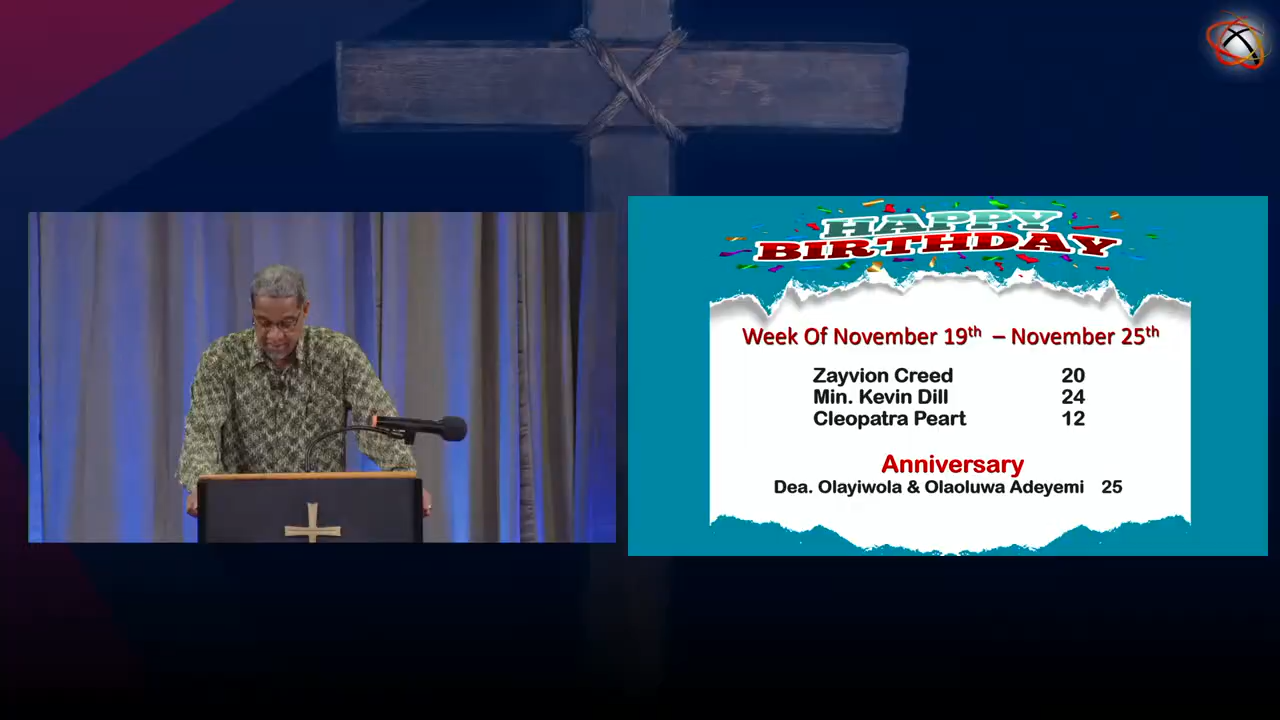 HAPPY
BIRTHDAY
Week Of November 19th – November 25th
Zayvion Creed 20
Min. Kevin Dill 24
Cleopatra Peart 12
Anniversary
Dea. Olayiwola & Olaoluwa Adeyemi 25